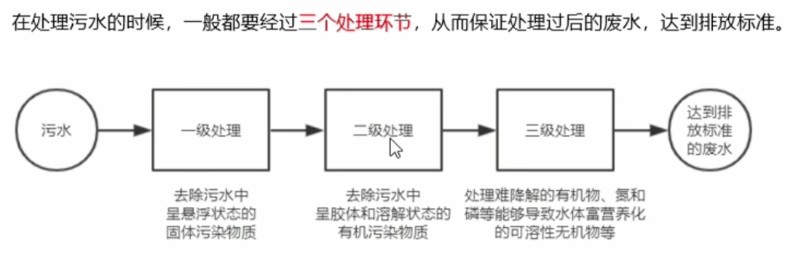 在处理污水的时候，一般都要经过三个处理环节，从而保证处理过后的废水，达到排放标准。
污水
一级处理
二级处理
三级处理
达到排
放标准
的废水
去除污水中
呈悬浮状态的
固体污染物质
去除污水中
呈胶体和溶解状态的
有机污染物质
处理难降解的有机物、氮和
磷等能够导致水体富营养化
的可溶性无机物等